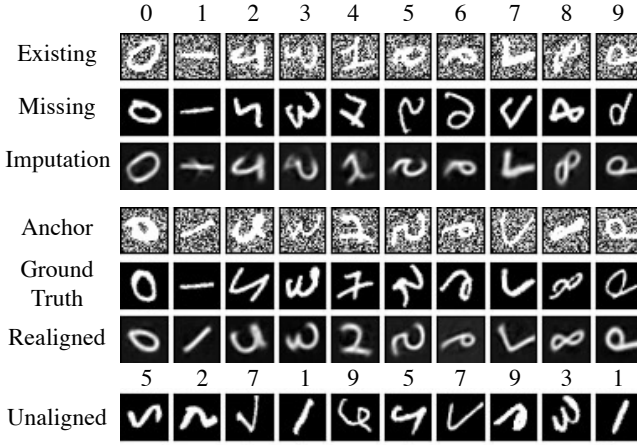 0 1 2 3 4 5 6 7 8 9
Existing
Missing
Imputation
Anchor
Ground
Truth
Realigned
5 2 7 1 9 5 7 9 3 1
Unaligned